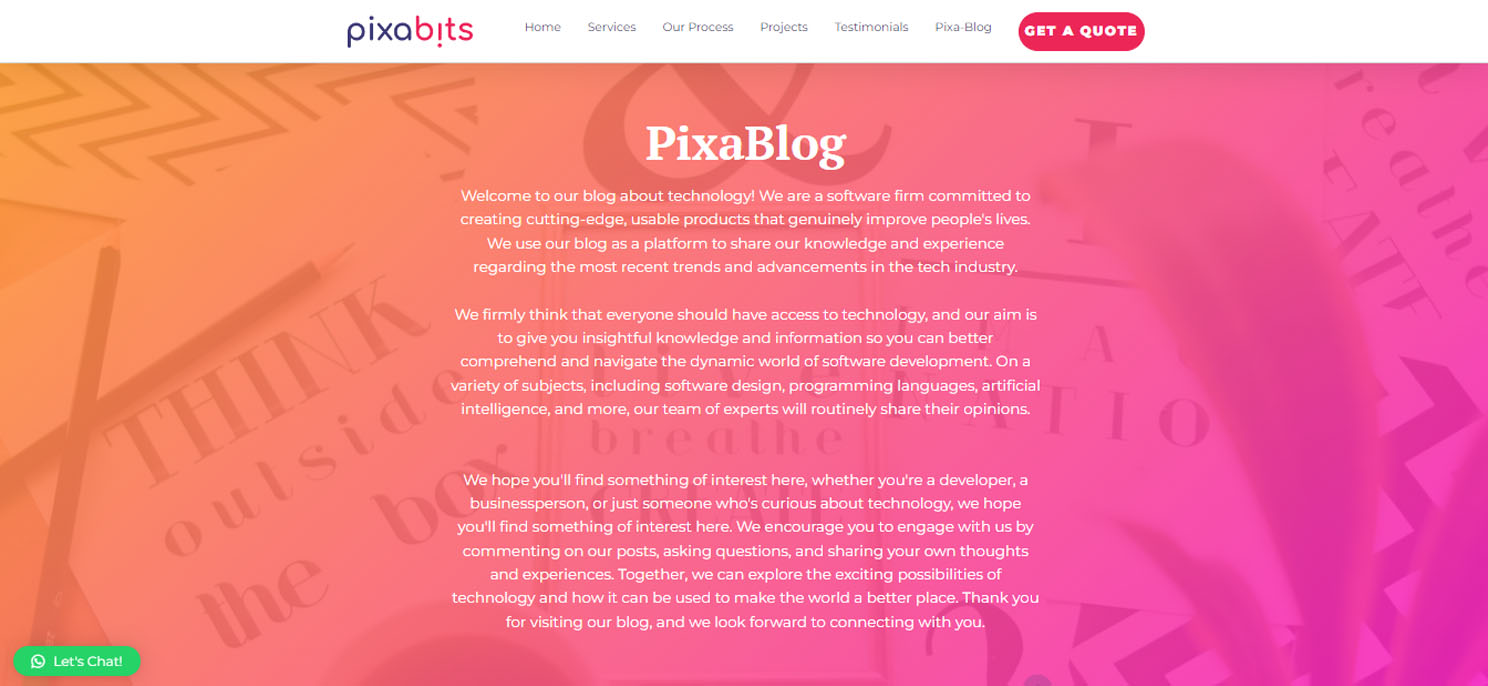 pixabits
Home
Services
Our Process
Projects
Testimonials
Pixa-Blog
GET A QUOTE
PixaBlog
Welcome to our blog about technology! We are a software firm committed to
creating cutting-edge, usable products that genuinely improve people's lives.
We use our blog as a platform to share our knowledge and experience
regarding the most recent trends and advancements in the tech industry.
We firmly think that everyone should have access to technology, and our aim is
to give you insightful knowledge and information so you can better
comprehend and navigate the dynamic world of software development. On a
variety of subjects, including software design, programming languages, artificial
intelligence, and more, our team of experts will routinely share their opinions.
We hope you'll find something of interest here, whether you're a developer, a
businessperson, or just someone who's curious about technology, we hope
you'll find something of interest here. We encourage you to engage with us by
commenting on our posts, asking questions, and sharing your own thoughts
and experiences. Together, we can explore the exciting possibilities of
technology and how it can be used to make the world a better place. Thank you
for visiting our blog, and we look forward to connecting with you.
&
THINK
outside
the box
live
breathe
Let's Chat!